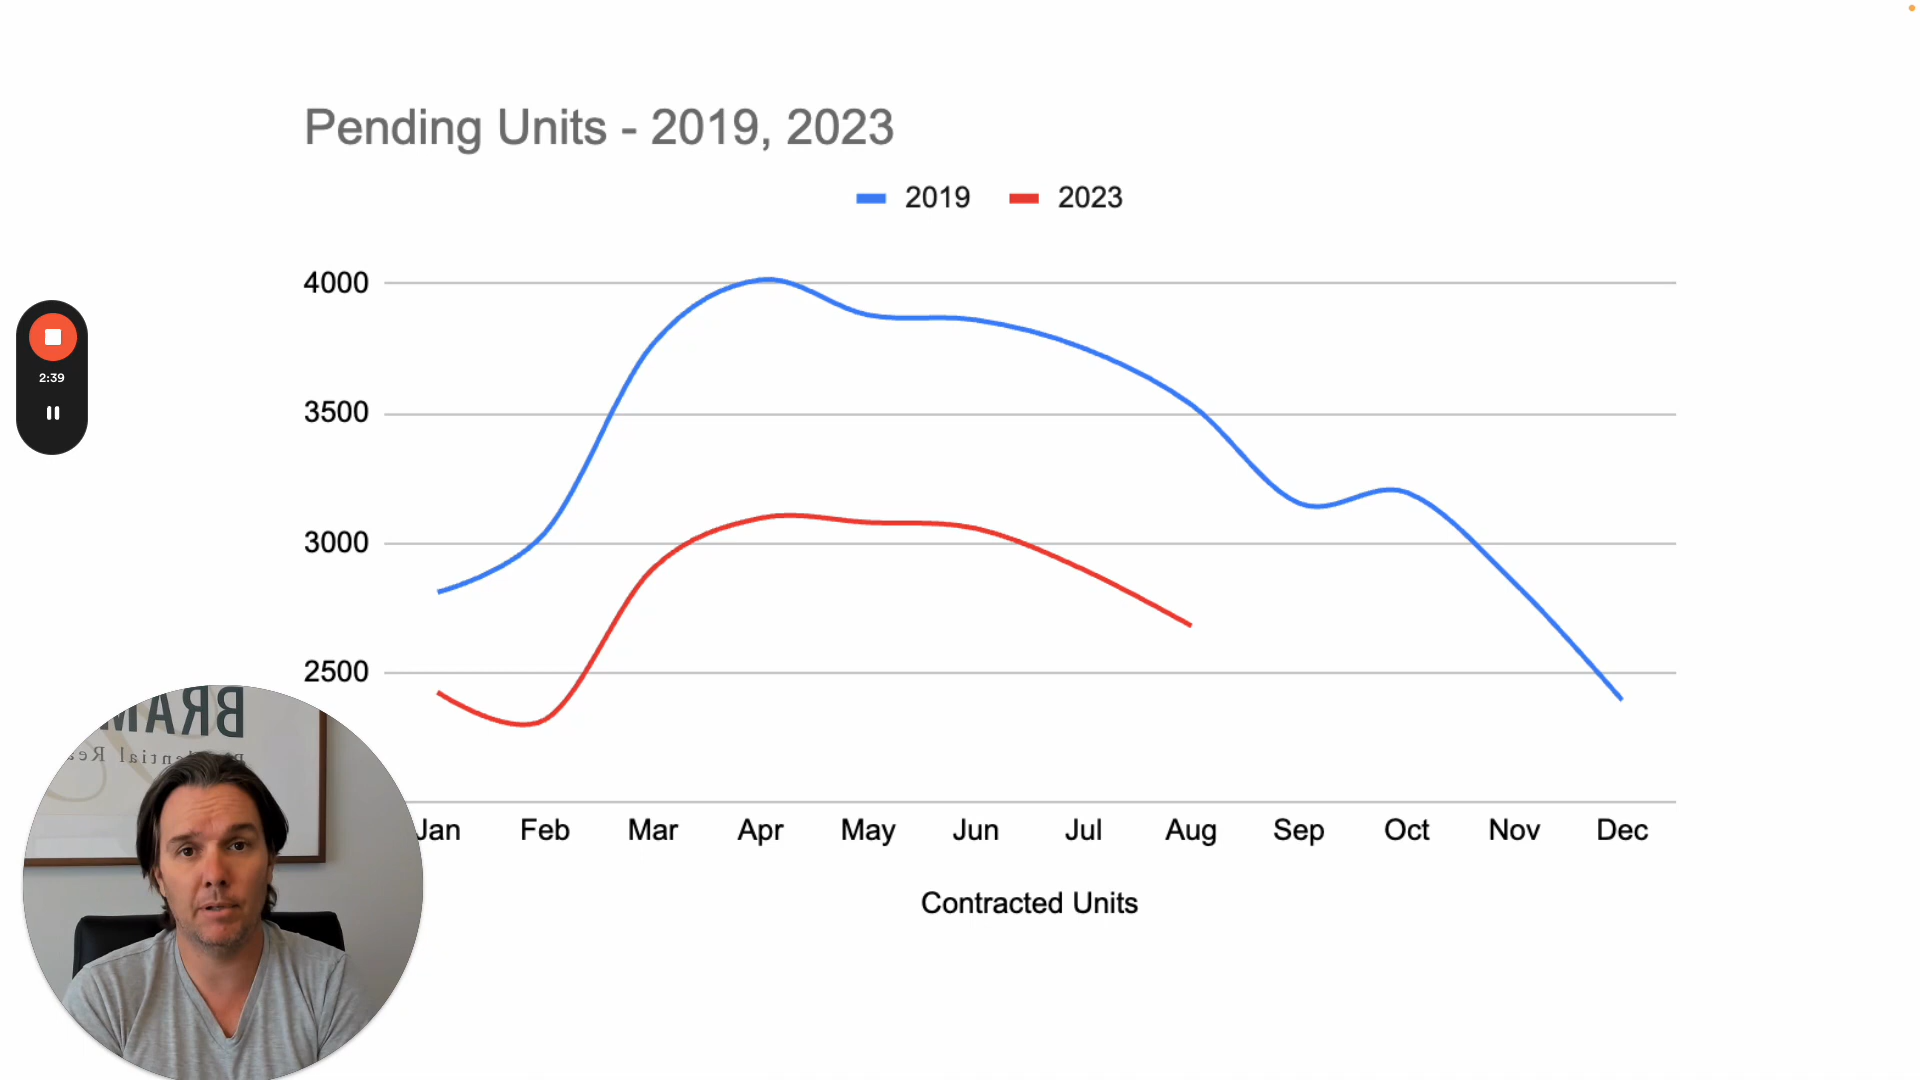 Pending Units - 2019, 2023
2019 2023
4000
3500
3000
2500
2:39
Jan Feb Mar Apr May Jun Jul Aug Sep Oct Nov Dec
Contracted Units